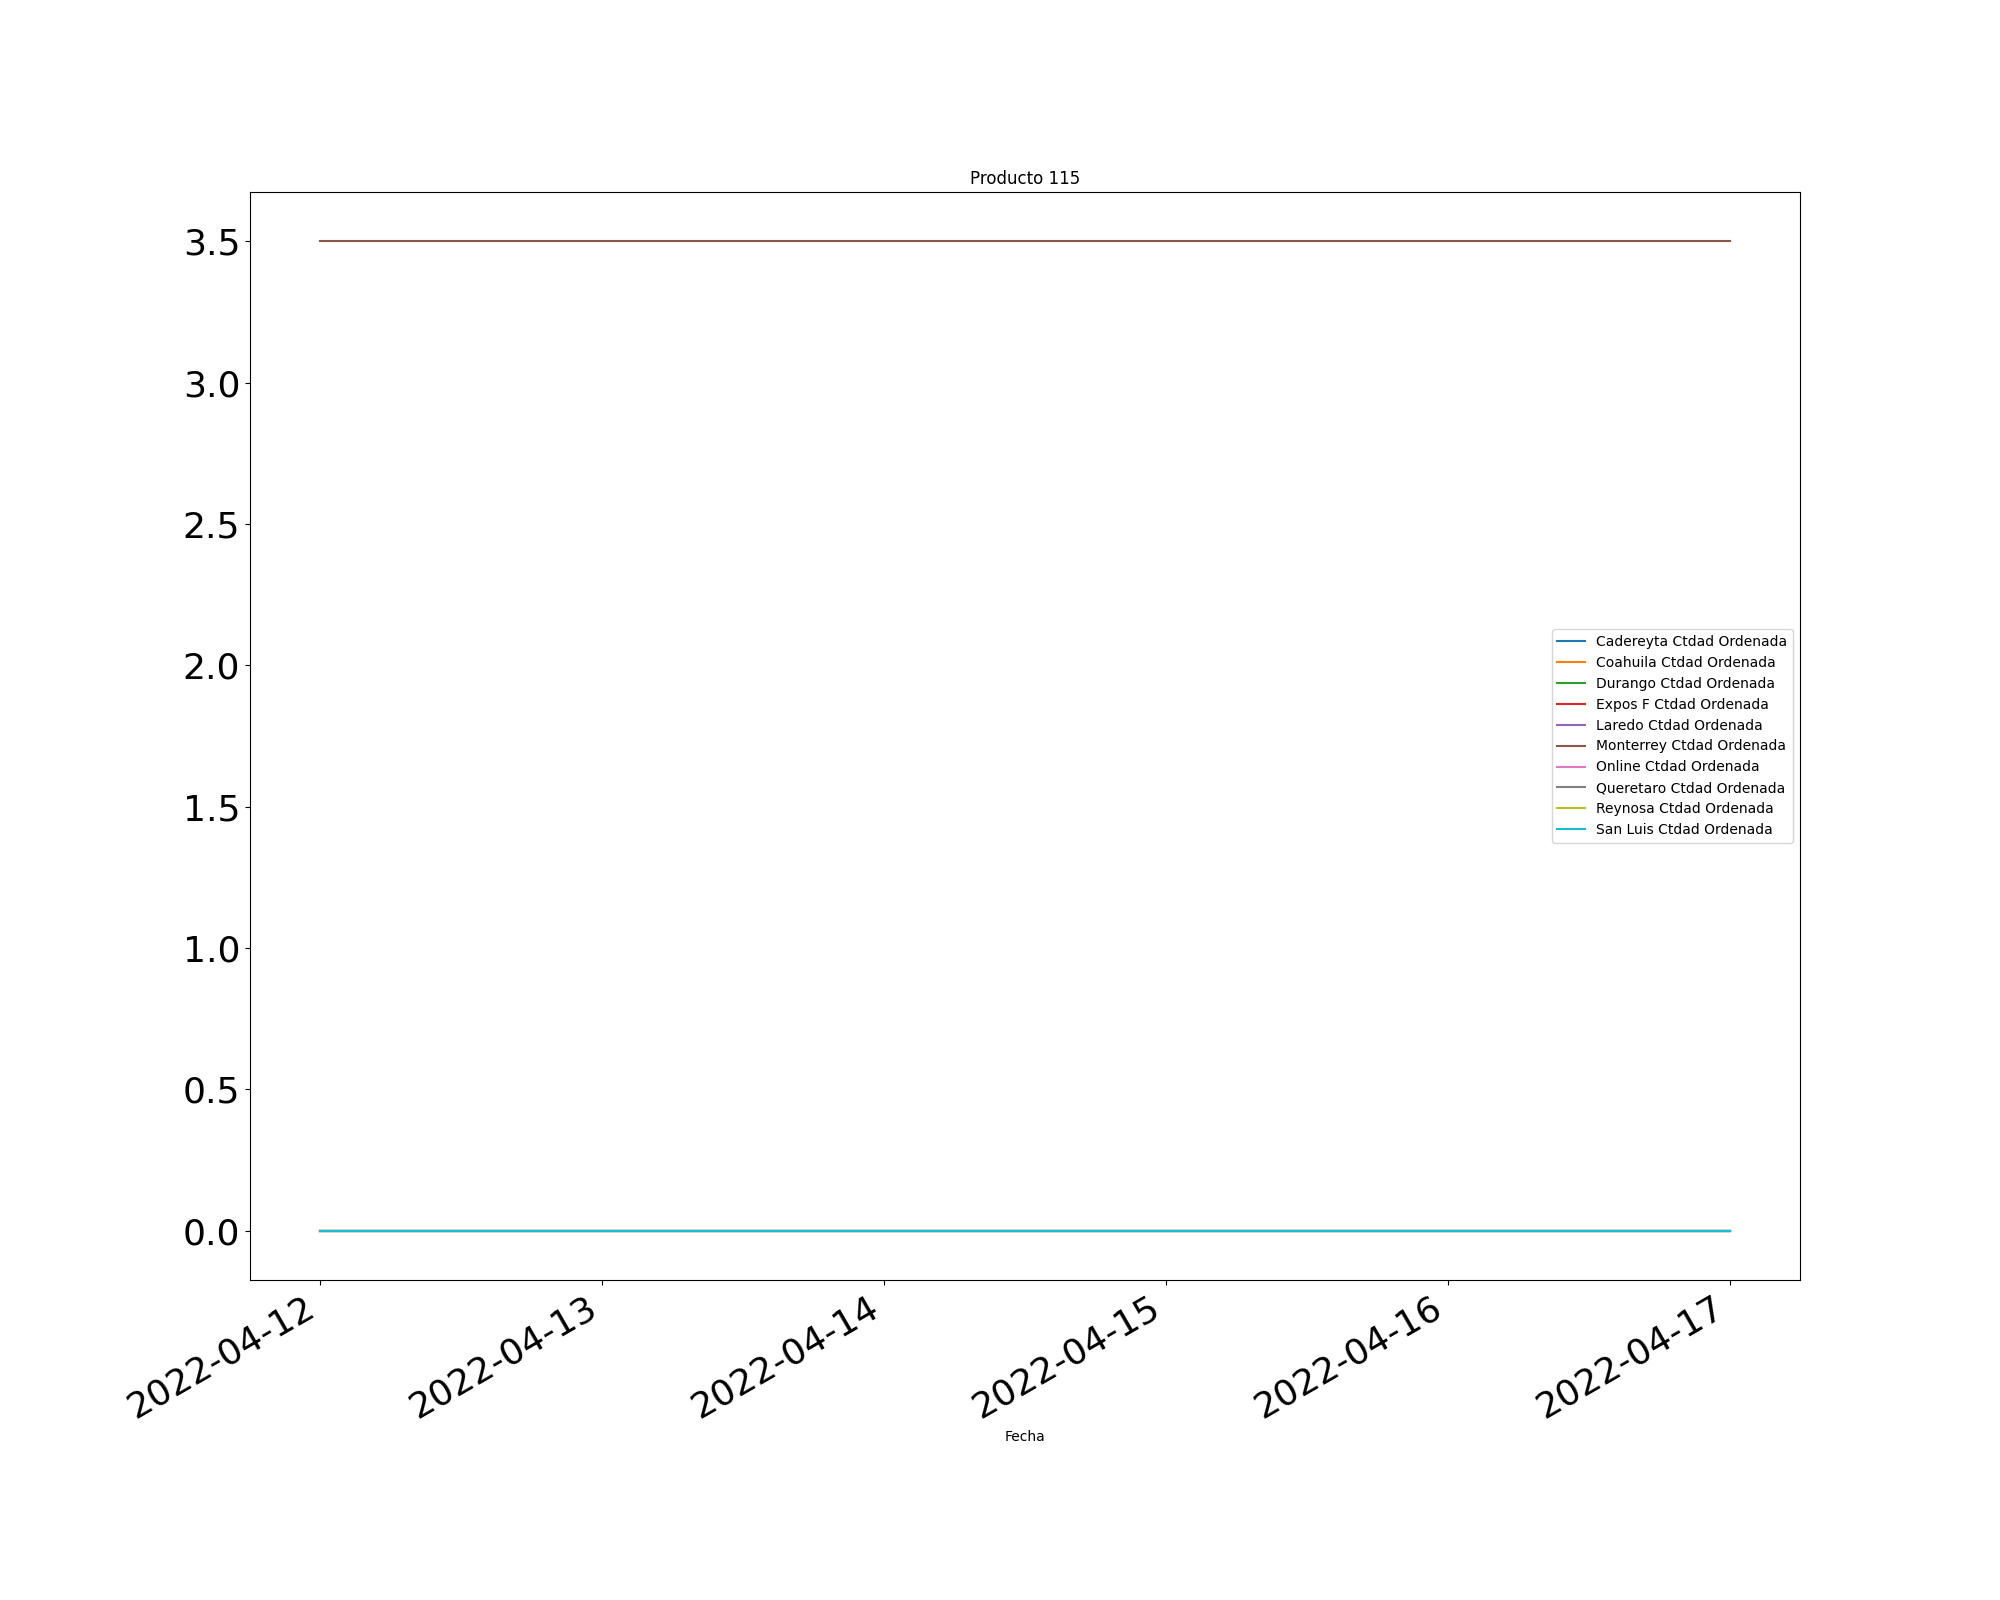 Producto 115
3.5
3.0
2.5
2.0
1.5
1.0
0.5
0.0
Cadereyta Ctdad Ordenada
Coahuila Ctdad Ordenada
Durango Ctdad Ordenada
Expos F Ctdad Ordenada
Laredo Ctdad Ordenada
Monterrey Ctdad Ordenada
Online Ctdad Ordenada
Queretaro Ctdad Ordenada
Reynosa Ctdad Ordenada
San Luis Ctdad Ordenada
2022-04-12
2022-04-13
2022-04-14
2022-04-15
2022-04-16
2022-04-17
Fecha